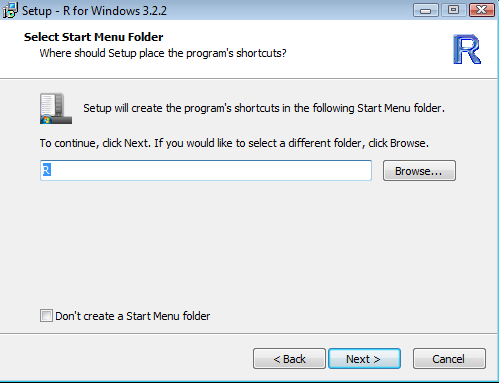 Setup - R for Windows 3.2.2
Select Start Menu Folder
Where should Setup place the program's shortcuts?
R
Setup will create the program's shortcuts in the following Start Menu folder.
To continue, click Next. If you would like to select a different folder, click Browse.
R
Browse...
Don't create a Start Menu folder
< Back
Next >
Cancel